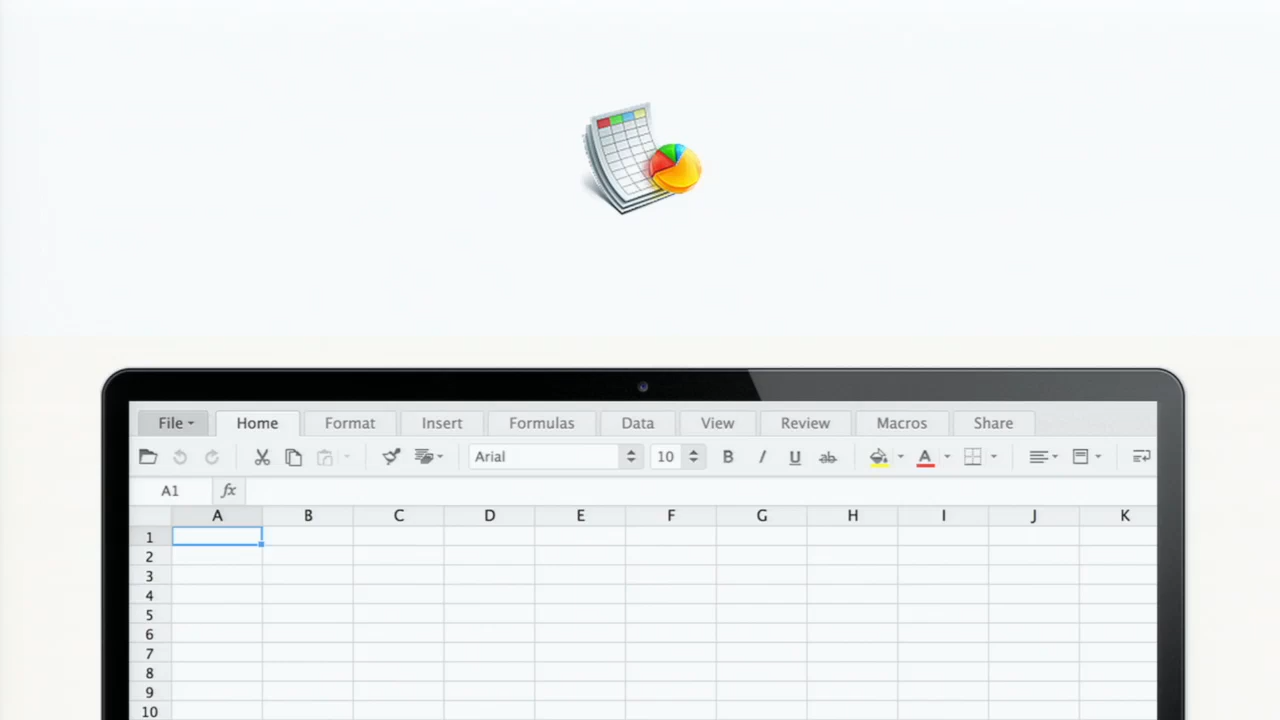 File Home Format Insert Formulas Data View Review Macros Share
Arial 10 B I U ab A
A1 fx
A B C D E F G H I J K
1
2
3
4
5
6
7
8
9
10